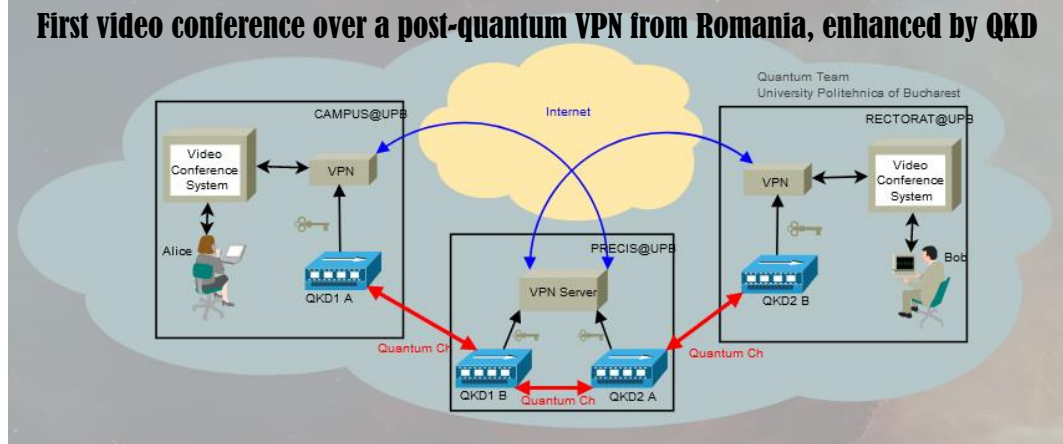 First video conference over a post-quantum VPN from Romania, enhanced by QKD
Quantum Team
University Politehnica of Bucharest
CAMPUS@UPB
Internet
RECTORAT@UPB
Video
Conference
System
VPN
VPN
Video
Conference
System
Alice
PRECIS@UPB
Bob
QKD1 A
VPN Server
QKD2 B
Quantum Ch
Quantum Ch
QKD1 B
Quantum Ch
QKD2 A